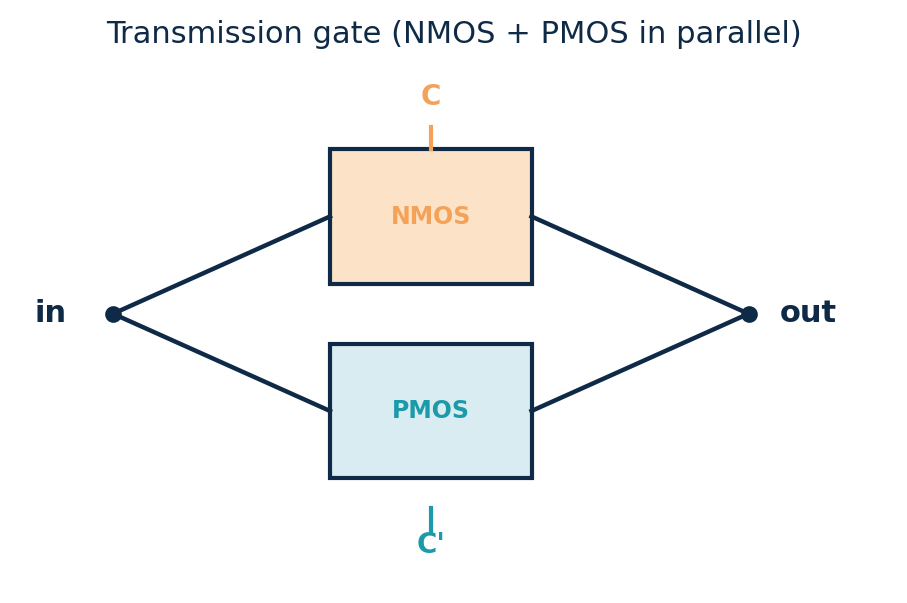 Transmission gate (NMOS + PMOS in parallel)
C
NMOS
in
out
PMOS
C'